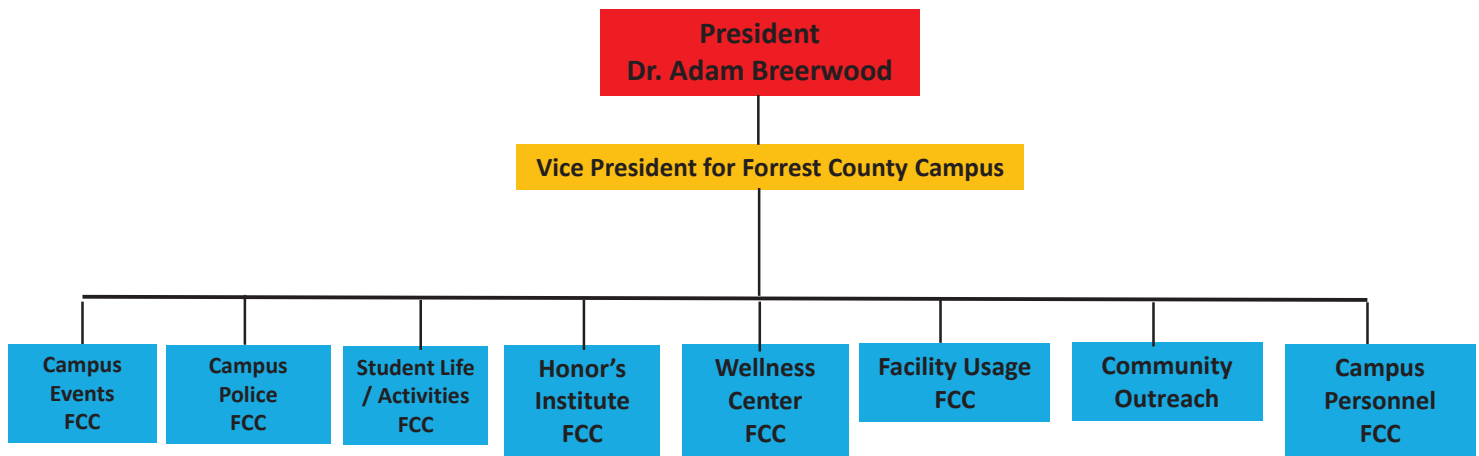 President
Dr. Adam Breerwood
Vice President for Forrest County Campus
Campus
Events
FCC
Campus
Police
FCC
Student Life
/ Activities
FCC
Honor's
Institute
FCC
Wellness
Center
FCC
Facility Usage
FCC
Community
Outreach
Campus
Personnel
FCC